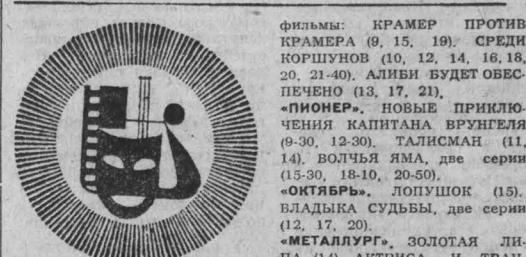 фильмы: КРАМЕР ПРОТИВ
КРАМЕРА (9, 15, 19). СРЕДИ
КОРШУНОВ (10, 12, 14, 16, 18,
20, 21-40). АЛИБИ БУДЕТ ОБЕС-
ПЕЧЕНО (13, 17, 21).
«ПИОНЕР». НОВЫЕ ПРИКЛЮ-
ЧЕНИЯ КАПИТАНА ВРУНГЕЛЯ
(9-30, 12-30). ТАЛИСМАН (11,
14). ВОЛЧЬЯ ЯМА, две серии
(15-30, 18-10, 20-50).
«ОКТЯБРЬ». ЛОПУШОК (15).
ВЛАДЫКА СУДЬБЫ, две серии
(12, 17, 20).
«МЕТАЛЛУРГ». ЗОЛОТАЯ ЛИ-
(14) АКТРИСА И